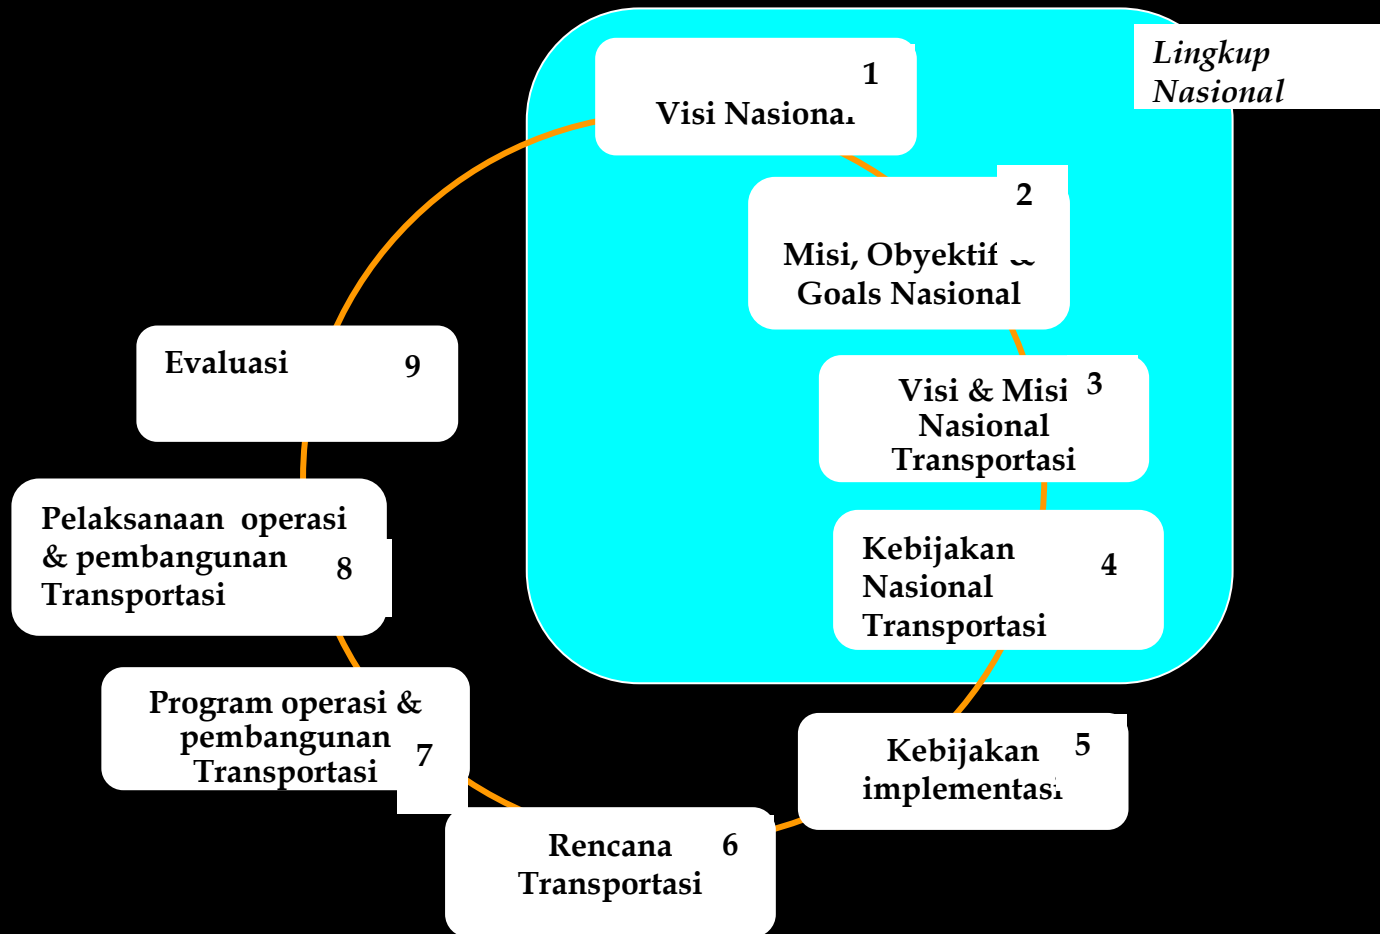 Lingkup
Nasional
1
Visi Nasional
2
Misi, Obyektif &
Goals Nasional
Visi & Misi 3
Nasional
Transportasi
Kebijakan
Nasional 4
Transportasi
Kebijakan 5
implementasi
Rencana 6
Transportasi
Program operasi &
pembangunan 7
Transportasi
Pelaksanaan operasi
& pembangunan 8
Transportasi
Evaluasi 9